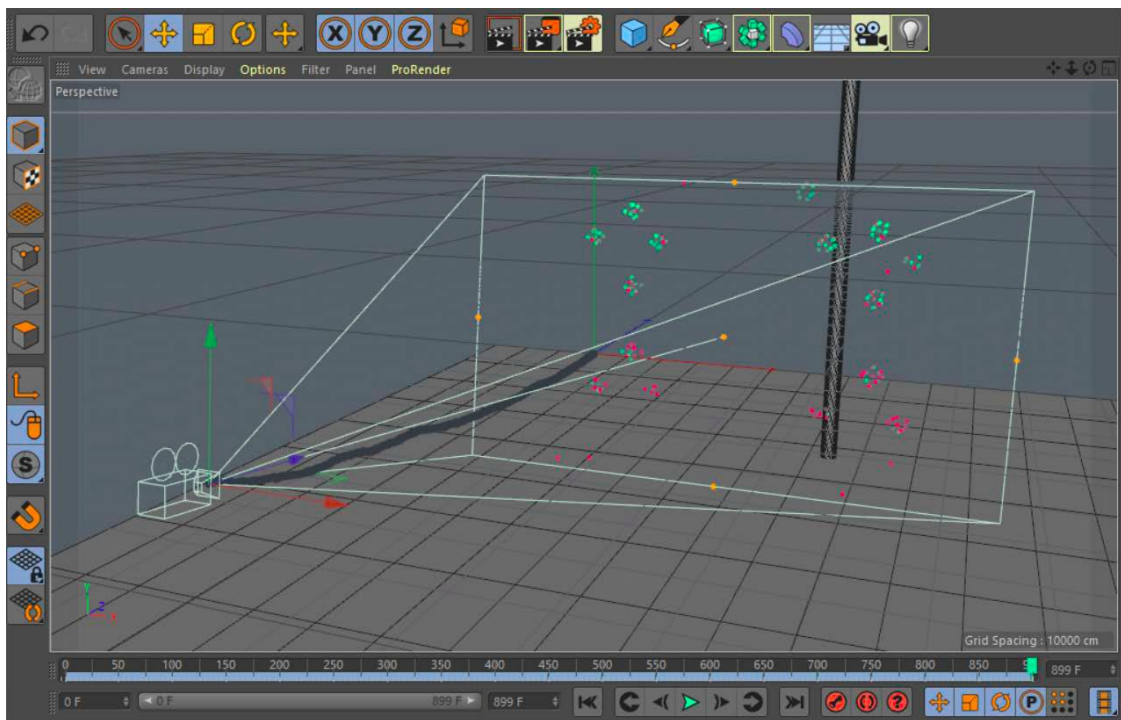 X Y Z
View Cameras Display Options Filter Panel ProRender
Perspective
S
Y
Z
X
Grid Spacing : 10000 cm
0 50 100 150 200 250 300 350 400 450 500 550 600 650 700 750 800 850 899 F
0 F 0 F 899 F 899 F ? P